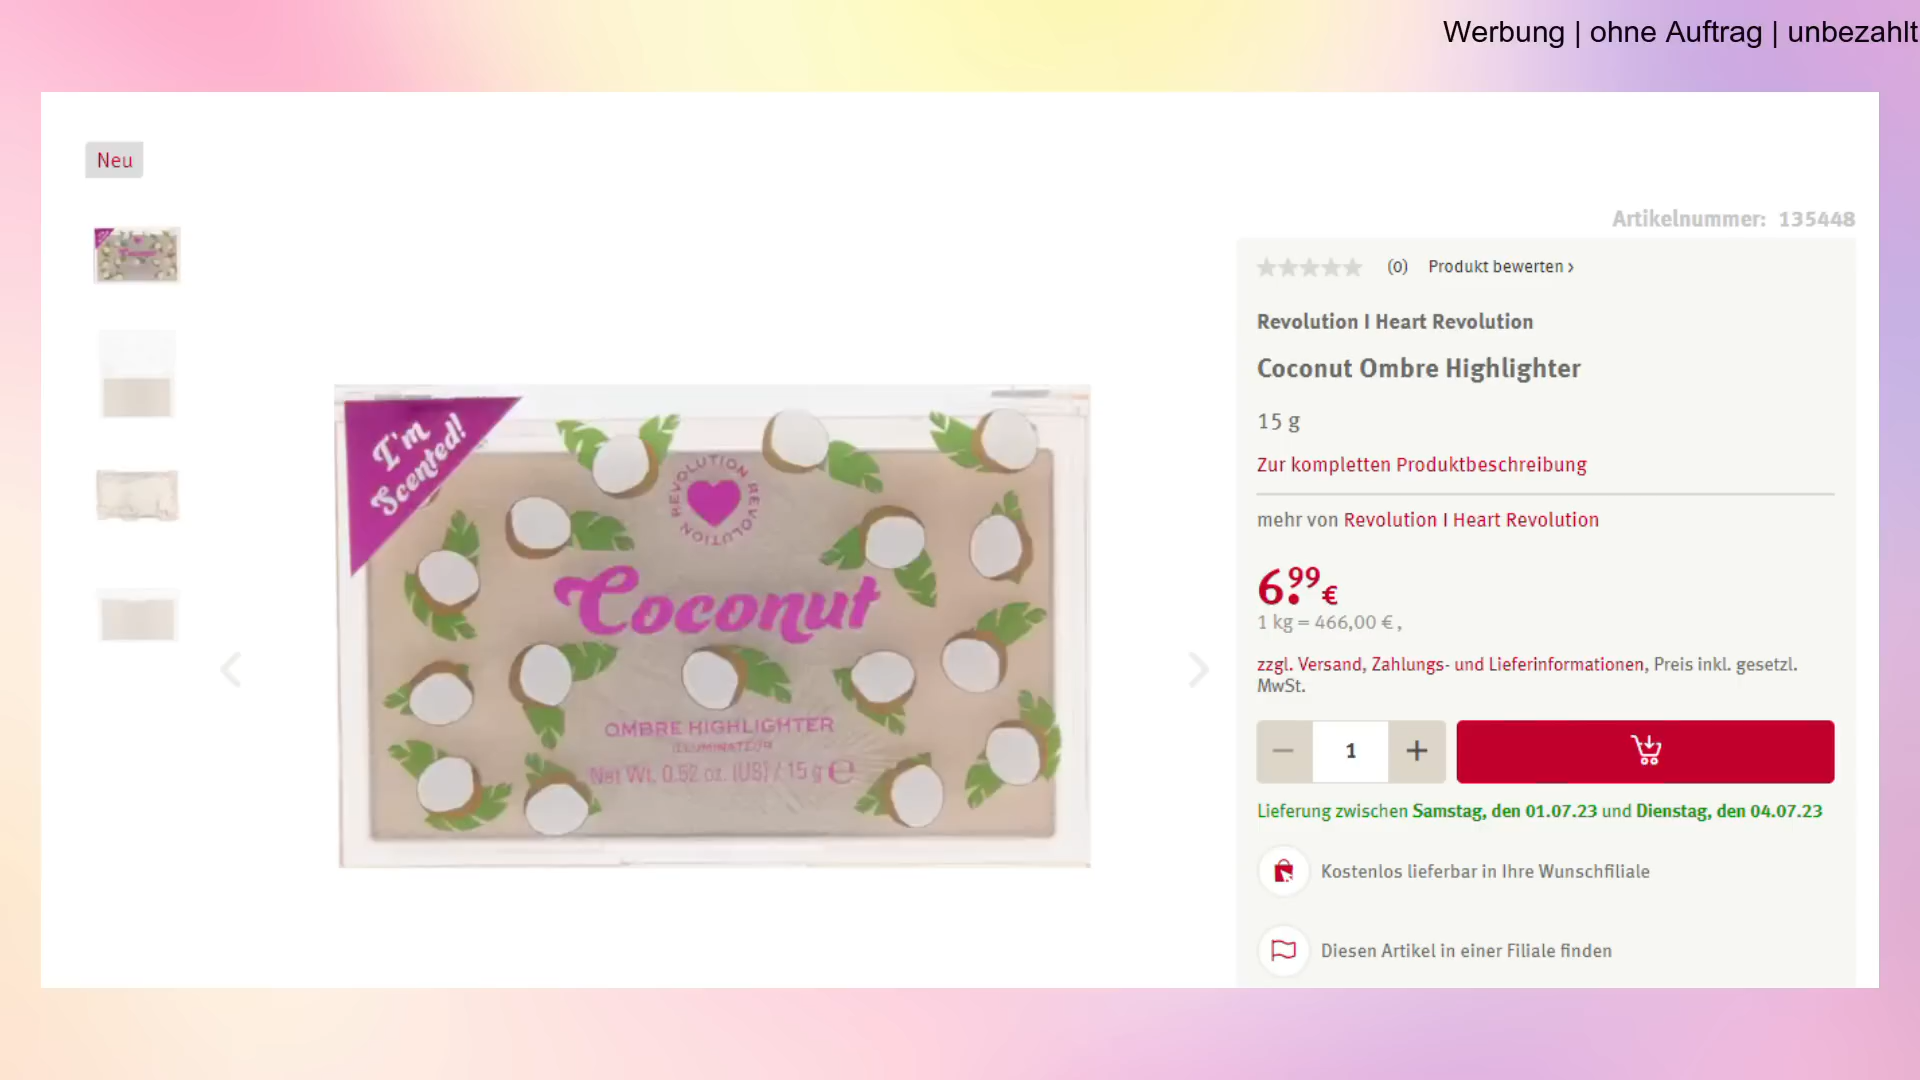 Werbung | ohne Auftrag | unbezahlt
Neu
Artikelnummer: 135448
(0) Produkt bewerten ›
Revolution I Heart Revolution
Coconut Ombre Highlighter
15 g
Zur kompletten Produktbeschreibung
mehr von Revolution I Heart Revolution
6.99 €
1 kg = 466,00 € ,
zzgl. Versand, Zahlungs- und Lieferinformationen, Preis inkl. gesetzl.
MwSt.
− 1 +
Lieferung zwischen Samstag, den 01.07.23 und Dienstag, den 04.07.23
Kostenlos lieferbar in Ihre Wunschfiliale
Diesen Artikel in einer Filiale finden
I'm
Scented!
REVOLUTION REVOLUTION
Coconut
OMBRE HIGHLIGHTER
ILLUMINATEUR
Net Wt. 0.52 oz. (US) / 15 g e